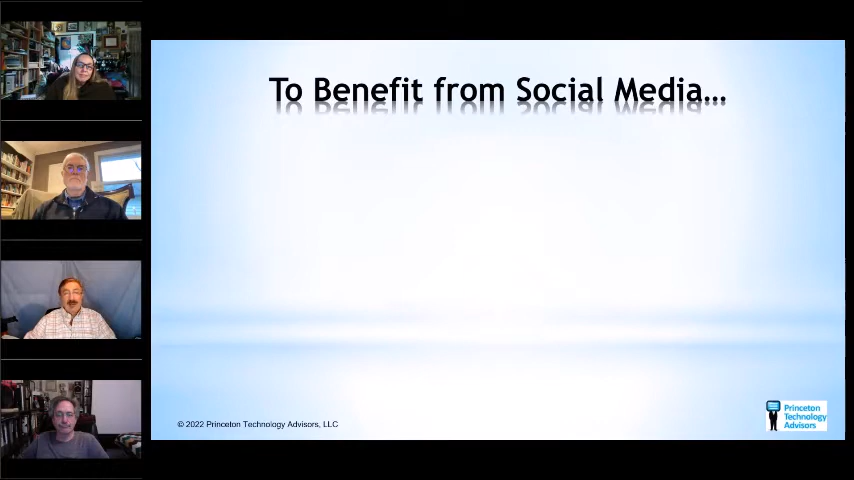 To Benefit from Social Media...
© 2022 Princeton Technology Advisors, LLC
Princeton
Technology
Advisors